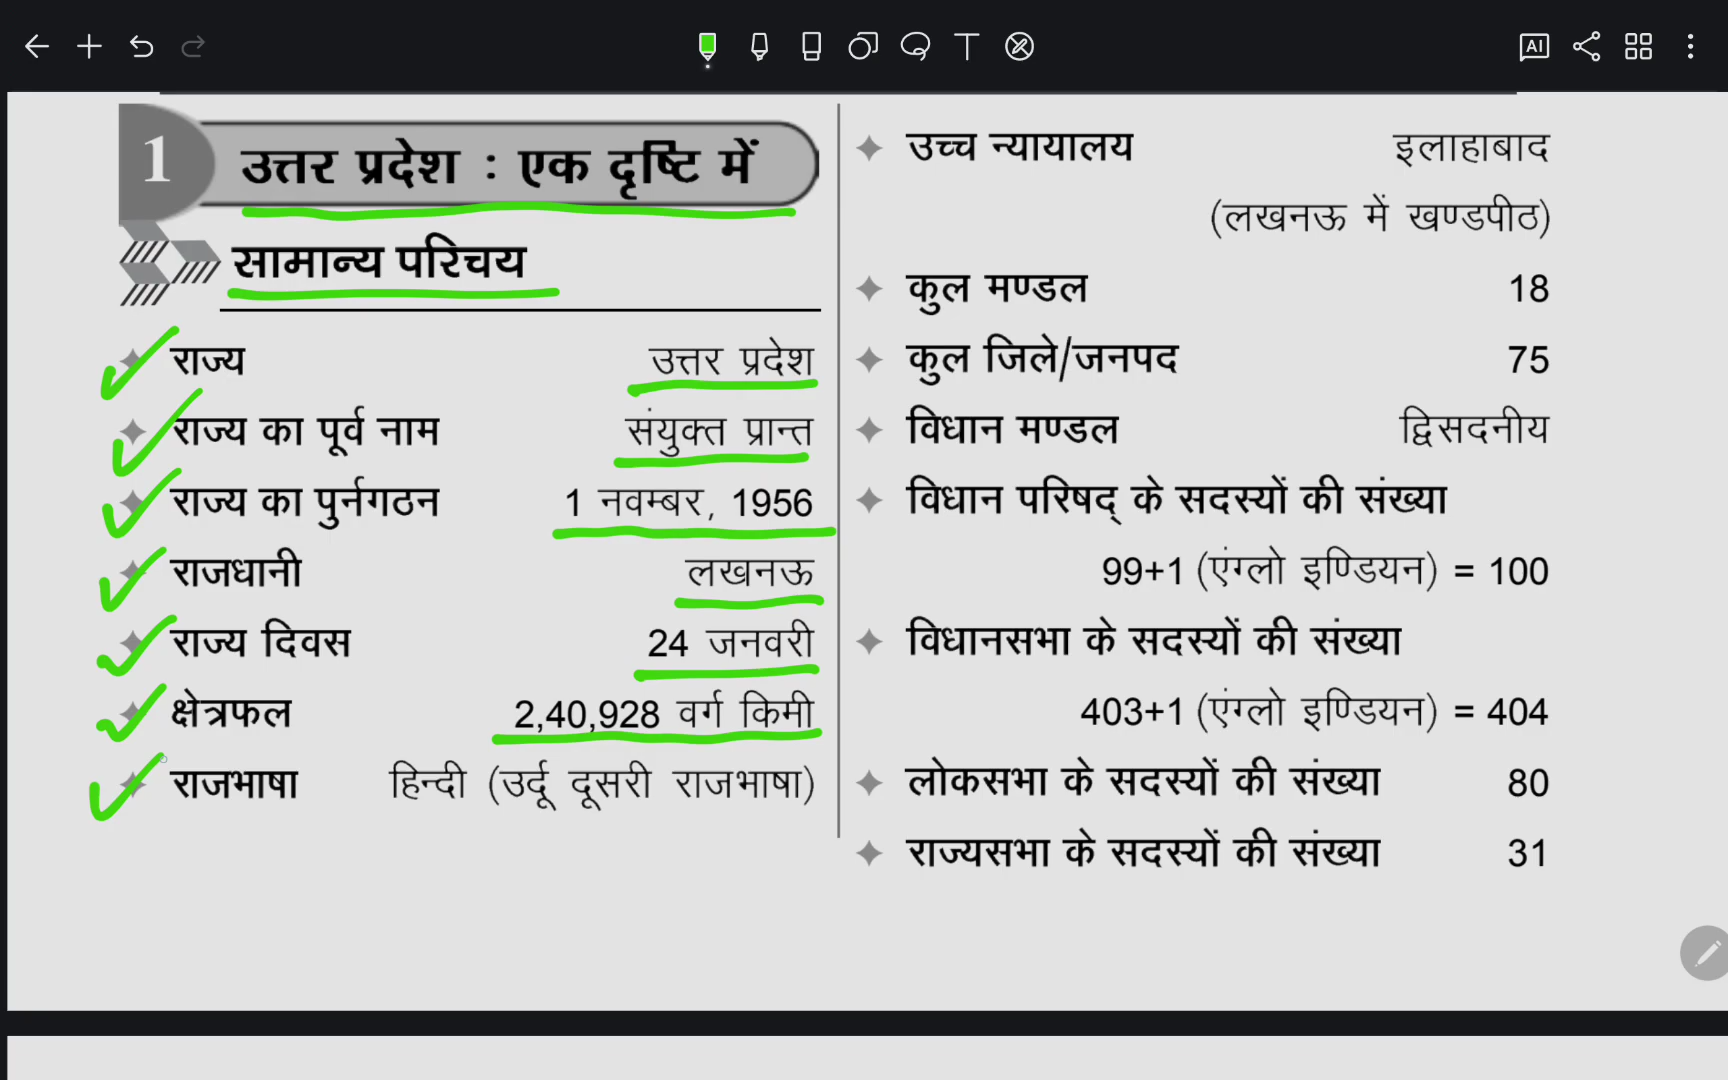 AI
1
उत्तर प्रदेश : एक दृष्टि में
सामान्य परिचय
राज्य उत्तर प्रदेश
राज्य का पूर्व नाम संयुक्त प्रान्त
राज्य का पुर्नगठन 1 नवम्बर, 1956
राजधानी लखनऊ
राज्य दिवस 24 जनवरी
क्षेत्रफल 2,40,928 वर्ग किमी
राजभाषा हिन्दी (उर्दू दूसरी राजभाषा)
उच्च न्यायालय इलाहाबाद
(लखनऊ में खण्डपीठ)
कुल मण्डल 18
कुल जिले/जनपद 75
विधान मण्डल द्विसदनीय
विधान परिषद् के सदस्यों की संख्या
99+1 (एंग्लो इण्डियन) = 100
विधानसभा के सदस्यों की संख्या
403+1 (एंग्लो इण्डियन) = 404
लोकसभा के सदस्यों की संख्या 80
राज्यसभा के सदस्यों की संख्या 31